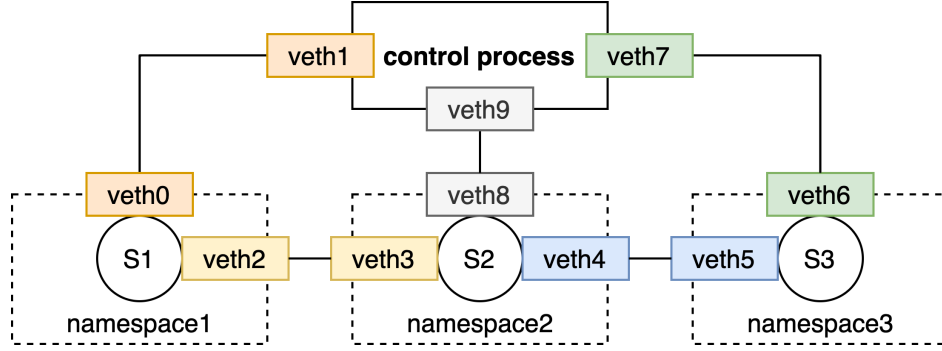 veth1 control process veth7
veth9
veth0 veth8 veth6
S1 veth2 veth3 S2 veth4 veth5 S3
namespace1 namespace2 namespace3